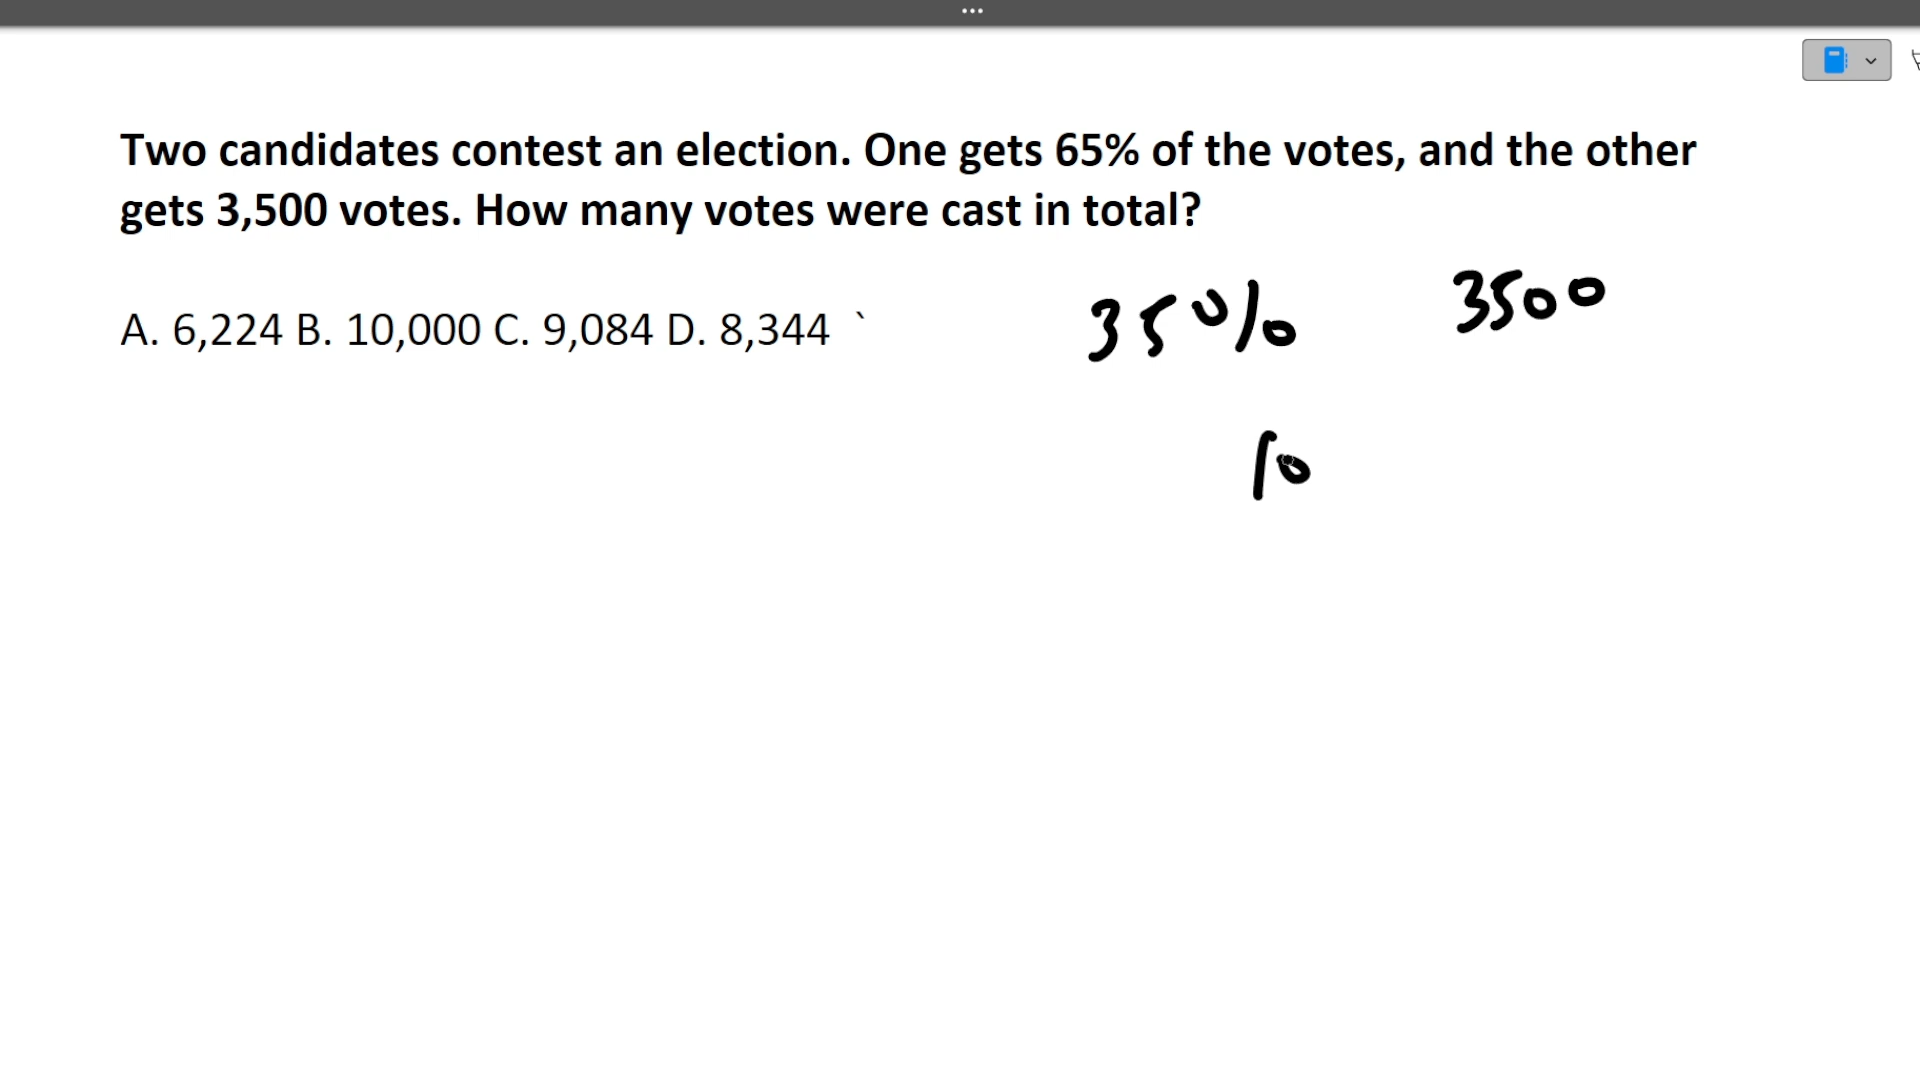 Two candidates contest an election. One gets 65% of the votes, and the other
gets 3,500 votes. How many votes were cast in total?
A. 6,224 B. 10,000 C. 9,084 D. 8,344 `
35%
3500
10